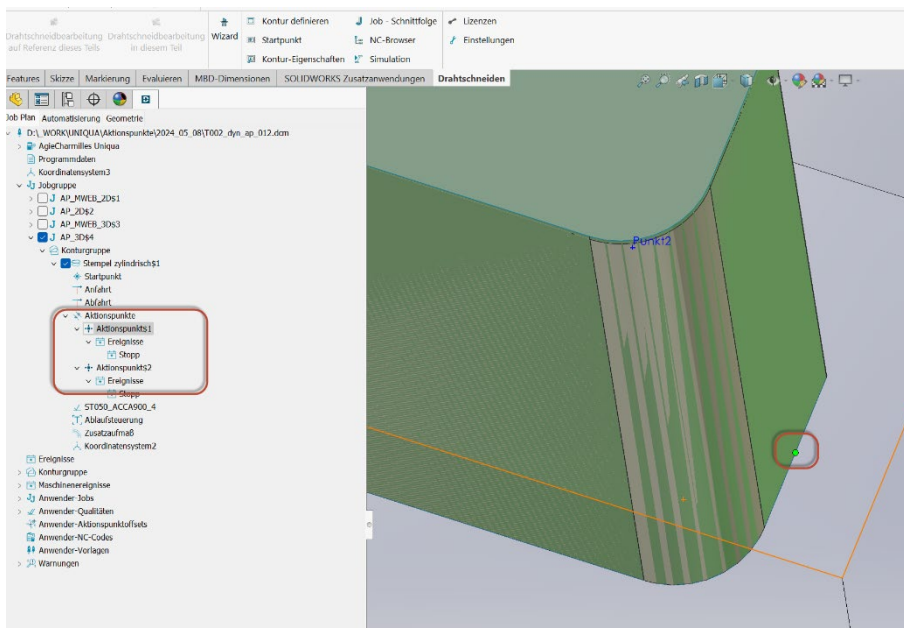 Drahtschneidbearbeitung Drahtschneidbearbeitung Wizard
auf Referenz dieses Teils in diesem Teil
Kontur definieren
Startpunkt
Kontur-Eigenschaften
Job - Schnittfolge
NC-Browser
Simulation
Lizenzen
Einstellungen
Features Skizze Markierung Evaluieren MBD-Dimensionen SOLIDWORKS Zusatzanwendungen Drahtschneiden
Job Plan Automatisierung Geometrie
D:\_WORK\UNIQUA\Aktionspunkte\2024_05_08\T002_dyn_ap_012.dcm
AgieCharmilles Uniqua
Programmdaten
Koordinatensystem3
Jobgruppe
J AP_MWEB_2D$1
J AP_2D$2
J AP_MWEB_3D$3
J AP_3D$4
Konturgruppe
Stempel zylindrisch$1
Startpunkt
Anfahrt
Abfahrt
Aktionspunkte
Aktionspunkt$1
Ereignisse
Stopp
Aktionspunkt$2
Ereignisse
Stopp
ST050_ACCA900_4
Ablaufsteuerung
Zusatzaufmaß
Koordinatensystem2
Ereignisse
Konturgruppe
Maschinenereignisse
Anwender-Jobs
Anwender-Qualitäten
Anwender-Aktionspunktoffsets
Anwender-NC-Codes
Anwender-Vorlagen
Warnungen
Punkt2